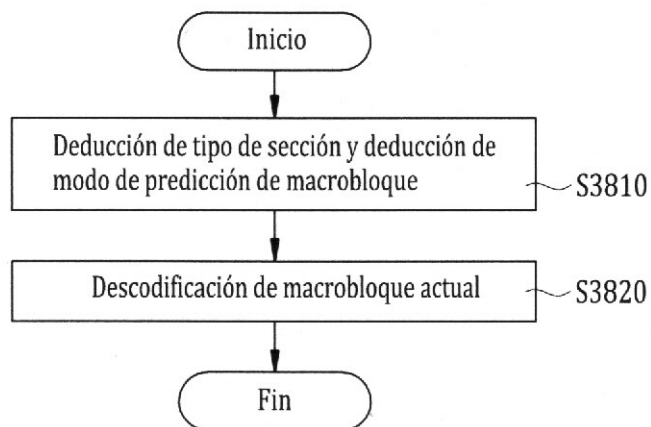 Inicio
Deducción de tipo de sección y deducción de
modo de predicción de macrobloque
S3810
Descodificación de macrobloque actual
S3820
Fin